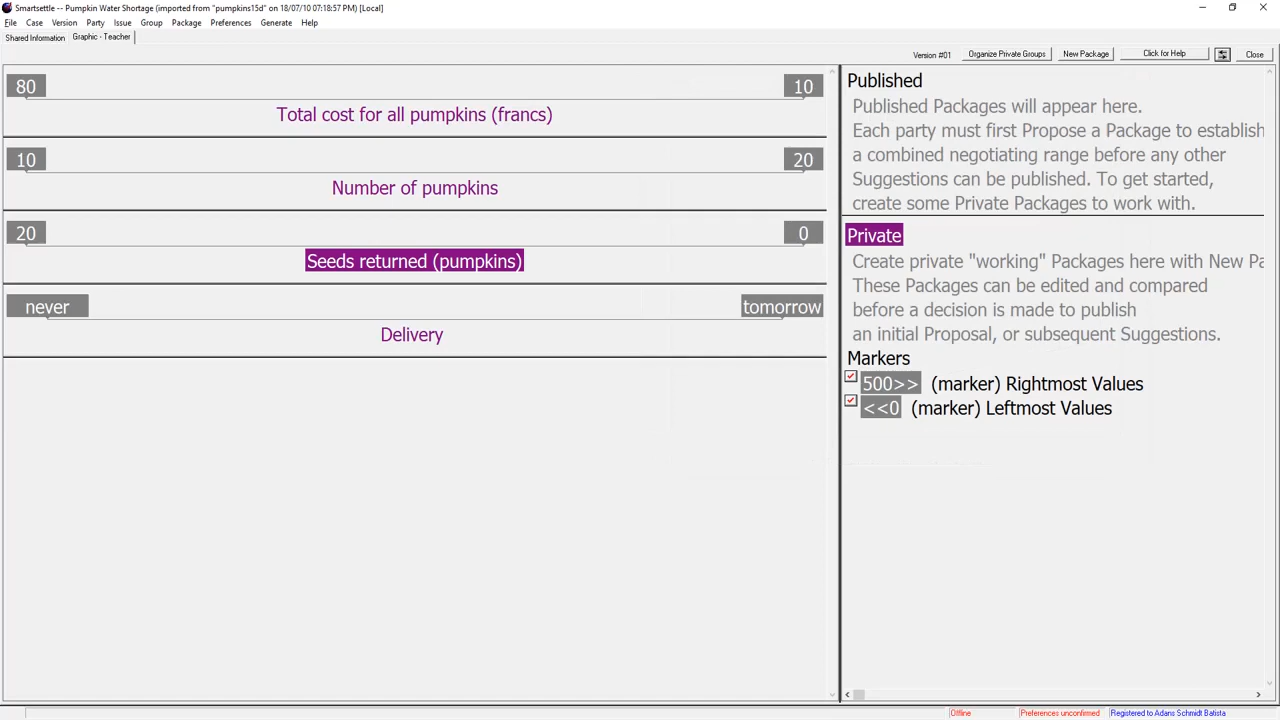 Smartsettle -- Pumpkin Water Shortage (imported from "pumpkins15d" on 18/07/10 07:18:57 PM) [Local]
File Case Version Party Issue Group Package Preferences Generate Help
Shared Information Graphic - Teacher
Version #01 Organize Private Groups New Package Click for Help Close
80 10
Total cost for all pumpkins (francs)
10 20
Number of pumpkins
20 0
Seeds returned (pumpkins)
never tomorrow
Delivery
Published
Published Packages will appear here.
Each party must first Propose a Package to establish
a combined negotiating range before any other
Suggestions can be published. To get started,
create some Private Packages to work with.
Private
Create private "working" Packages here with New Pa
These Packages can be edited and compared
before a decision is made to publish
an initial Proposal, or subsequent Suggestions.
Markers
500>> (marker) Rightmost Values
<<0 (marker) Leftmost Values
Offline Preferences unconfirmed Registered to Adans Schmidt Batista